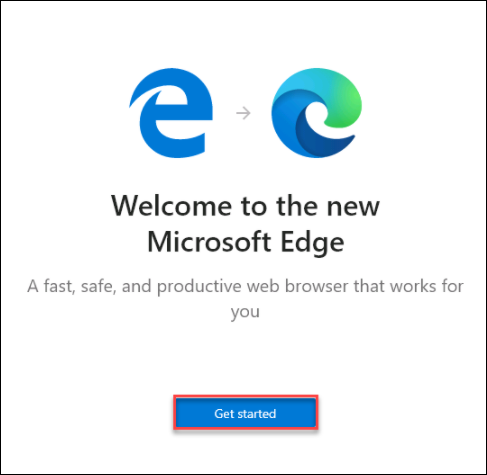 Welcome to the new
Microsoft Edge
A fast, safe, and productive web browser that works for
you
Get started